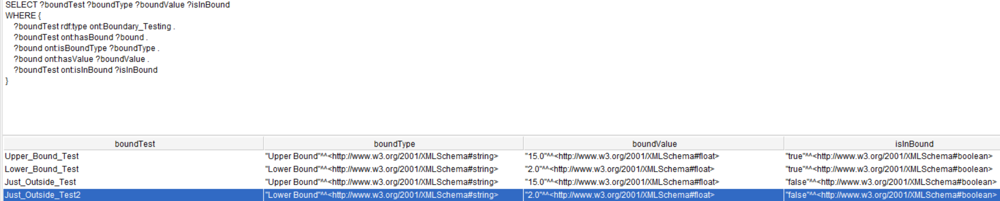 SELECT ?boundTest ?boundType ?boundValue ?isInBound
WHERE {
?boundTest rdf:type ont:Boundary_Testing .
?boundTest ont:hasBound ?bound .
?bound ont:isBoundType ?boundType .
?bound ont:hasValue ?boundValue .
?boundTest ont:isInBound ?isInBound
}
boundTest boundType boundValue isInBound
Upper_Bound_Test "Upper Bound"^^<http://www.w3.org/2001/XMLSchema#string> "15.0"^^<http://www.w3.org/2001/XMLSchema#float> "true"^^<http://www.w3.org/2001/XMLSchema#boolean>
Lower_Bound_Test "Lower Bound"^^<http://www.w3.org/2001/XMLSchema#string> "2.0"^^<http://www.w3.org/2001/XMLSchema#float> "true"^^<http://www.w3.org/2001/XMLSchema#boolean>
Just_Outside_Test "Upper Bound"^^<http://www.w3.org/2001/XMLSchema#string> "15.0"^^<http://www.w3.org/2001/XMLSchema#float> "false"^^<http://www.w3.org/2001/XMLSchema#boolean>
Just_Outside_Test2 "Lower Bound"^^<http://www.w3.org/2001/XMLSchema#string> "2.0"^^<http://www.w3.org/2001/XMLSchema#float> "false"^^<http://www.w3.org/2001/XMLSchema#boolean>